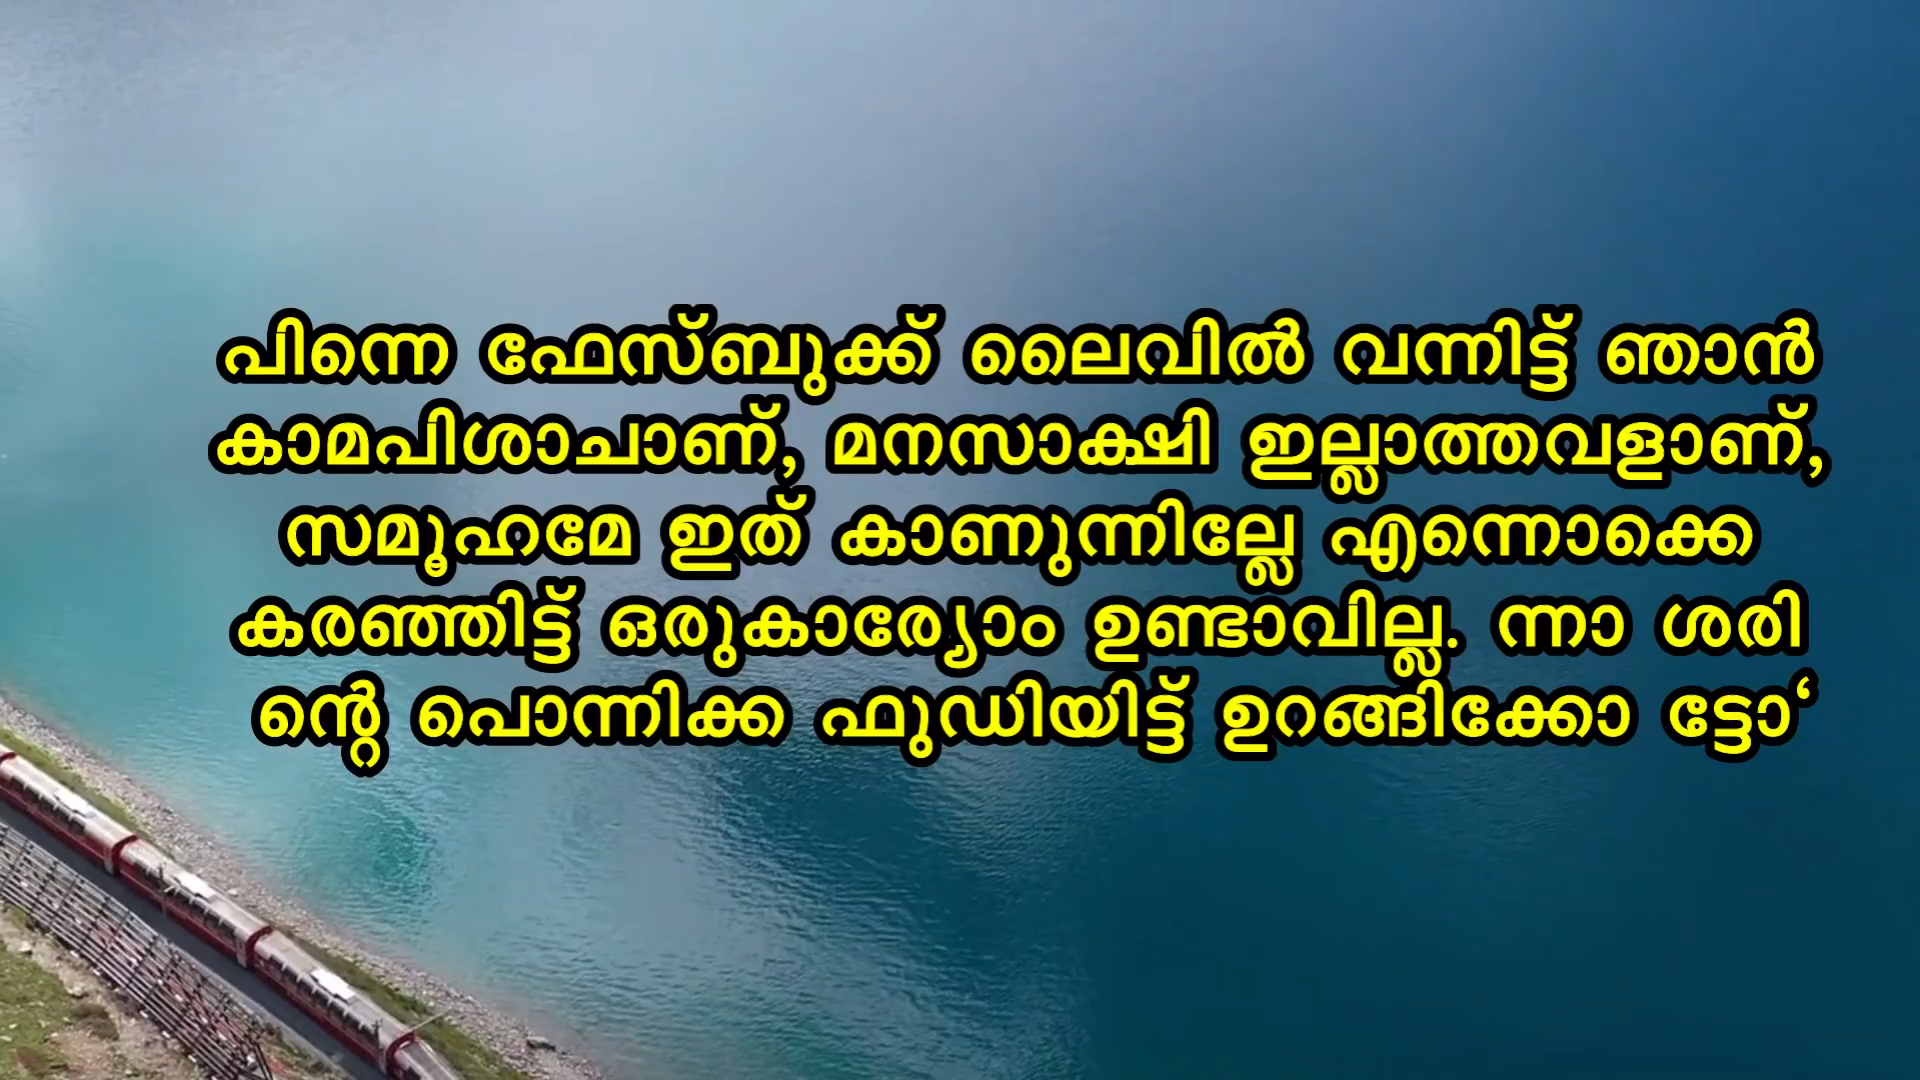 പിന്നെ ഫേസ്ബുക്ക് ലൈവിൽ വന്നിട്ട് ഞാൻ
കാമപിശാചാണ്, മനസാക്ഷി ഇല്ലാത്തവളാണ്,
സമൂഹമേ ഇത് കാണുന്നില്ലേ എന്നൊക്കെ
കരഞ്ഞിട്ട് ഒരുകാര്യോം ഉണ്ടാവില്ല. ന്നാ ശരി
ന്റെ പൊന്നിക്ക ഫുഡിയിട്ട് ഉറങ്ങിക്കോ ട്ടോ‘